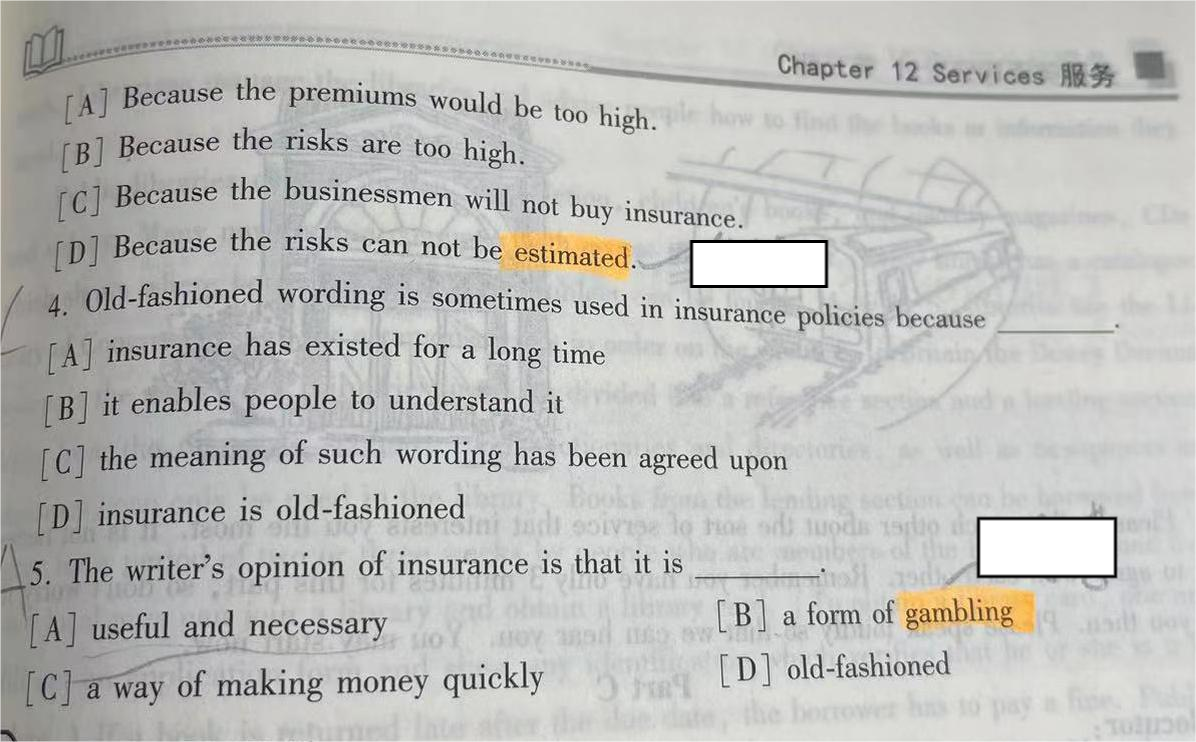 Chapter 12 Services 服务
[A] Because the premiums would be too high.
[B] Because the risks are too high.
[C] Because the businessmen will not buy insurance.
[D] Because the risks can not be estimated.
4. Old-fashioned wording is sometimes used in insurance policies because ________.
[A] insurance has existed for a long time
[B] it enables people to understand it
[C] the meaning of such wording has been agreed upon
[D] insurance is old-fashioned
5. The writer's opinion of insurance is that it is ________.
[A] useful and necessary
[B] a form of gambling
[C] a way of making money quickly
[D] old-fashioned